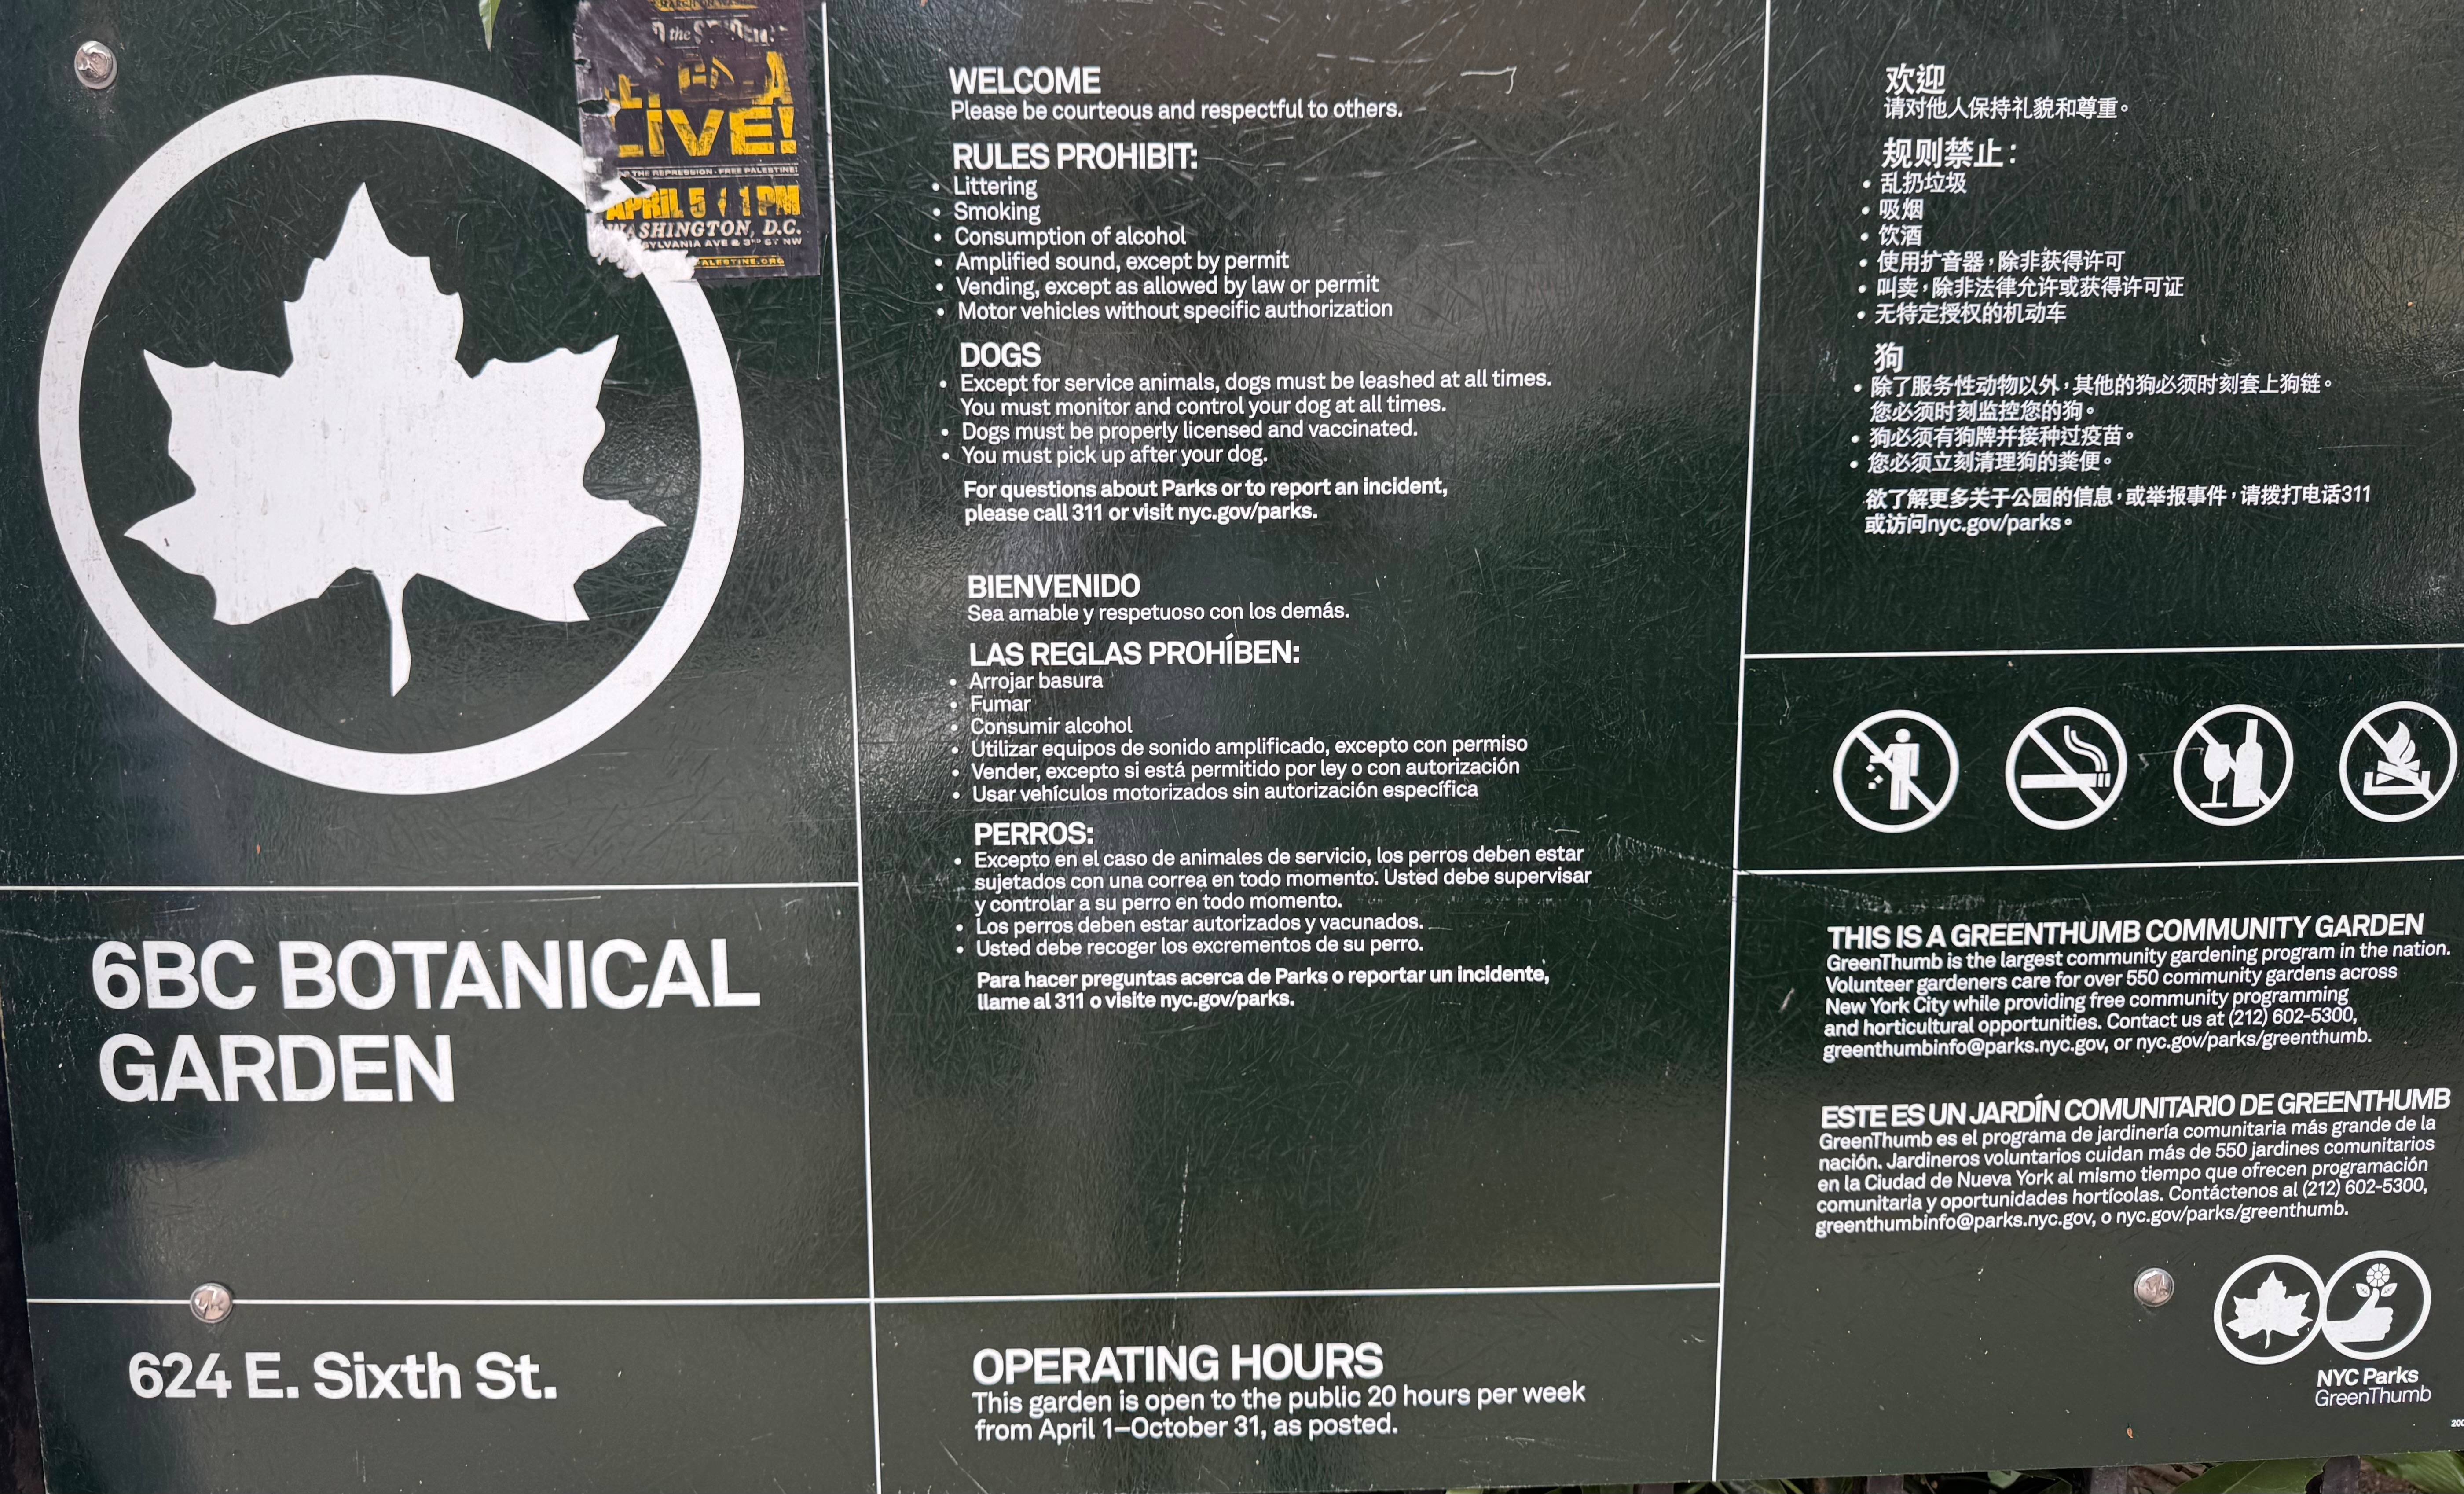 the
LIVE!
THE REPRESSION · FREE PALESTINE!
APRIL 5 1 PM
WASHINGTON, D.C.
AVE & 3RD ST NW
6BC BOTANICAL
GARDEN
624 E. Sixth St.
WELCOME
Please be courteous and respectful to others.
RULES PROHIBIT:
• Littering
• Smoking
• Consumption of alcohol
• Amplified sound, except by permit
• Vending, except as allowed by law or permit
• Motor vehicles without specific authorization
DOGS
• Except for service animals, dogs must be leashed at all times.
You must monitor and control your dog at all times.
• Dogs must be properly licensed and vaccinated.
• You must pick up after your dog.
For questions about Parks or to report an incident,
please call 311 or visit nyc.gov/parks.
BIENVENIDO
Sea amable y respetuoso con los demás.
LAS REGLAS PROHÍBEN:
• Arrojar basura
• Fumar
• Consumir alcohol
• Utilizar equipos de sonido amplificado, excepto con permiso
• Vender, excepto si está permitido por ley o con autorización
• Usar vehículos motorizados sin autorización específica
PERROS:
• Excepto en el caso de animales de servicio, los perros deben estar
sujetados con una correa en todo momento. Usted debe supervisar
y controlar a su perro en todo momento.
• Los perros deben estar autorizados y vacunados.
• Usted debe recoger los excrementos de su perro.
Para hacer preguntas acerca de Parks o reportar un incidente,
llame al 311 o visite nyc.gov/parks.
OPERATING HOURS
This garden is open to the public 20 hours per week
from April 1–October 31, as posted.
欢迎
请对他人保持礼貌和尊重。
规则禁止：
• 乱扔垃圾
• 吸烟
• 饮酒
• 使用扩音器，除非获得许可
• 叫卖，除非法律允许或获得许可证
• 无特定授权的机动车
狗
• 除了服务性动物以外，其他的狗必须时刻套上狗链。
您必须时刻监控您的狗。
• 狗必须有狗牌并接种过疫苗。
• 您必须立刻清理狗的粪便。
欲了解更多关于公园的信息，或举报事件，请拨打电话311
或访问nyc.gov/parks。
THIS IS A GREENTHUMB COMMUNITY GARDEN
GreenThumb is the largest community gardening program in the nation.
Volunteer gardeners care for over 550 community gardens across
New York City while providing free community programming
and horticultural opportunities. Contact us at (212) 602-5300,
greenthumbinfo@parks.nyc.gov, or nyc.gov/parks/greenthumb.
ESTE ES UN JARDÍN COMUNITARIO DE GREENTHUMB
GreenThumb es el programa de jardinería comunitaria más grande de la
nación. Jardineros voluntarios cuidan más de 550 jardines comunitarios
en la Ciudad de Nueva York al mismo tiempo que ofrecen programación
comunitaria y oportunidades hortícolas. Contáctenos al (212) 602-5300,
greenthumbinfo@parks.nyc.gov, o nyc.gov/parks/greenthumb.
NYC Parks
GreenThumb